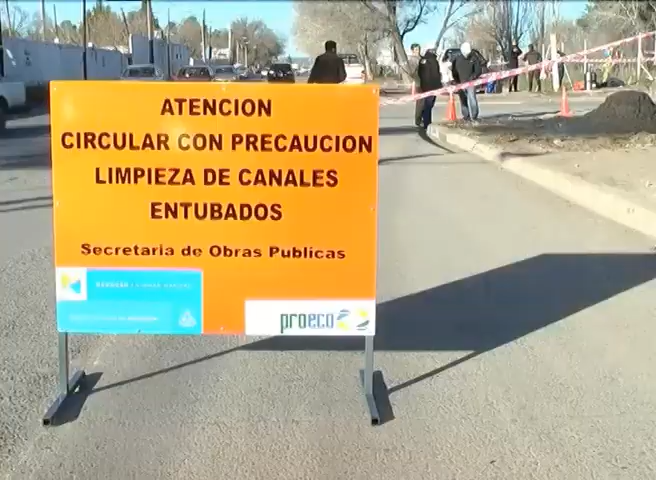 ATENCION
CIRCULAR CON PRECAUCION
LIMPIEZA DE CANALES
ENTUBADOS
Secretaria de Obras Publicas
proeco